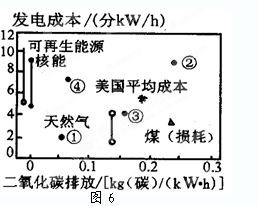 发电成本/(分kW/h)
12
10
8
6
4
2
0
可再生能源
核能
④
②
美国平均成本
天然气
①
③
煤(损耗)
0 0.1 0.2 0.3
二氧化碳排放/[kg(碳)/(kW·h)]
图 6